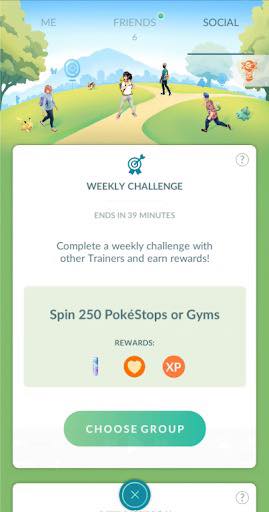 ME FRIENDS SOCIAL
6
?
WEEKLY CHALLENGE
ENDS IN 39 MINUTES
Complete a weekly challenge with
other Trainers and earn rewards!
Spin 250 PokéStops or Gyms
REWARDS:
XP
CHOOSE GROUP
?